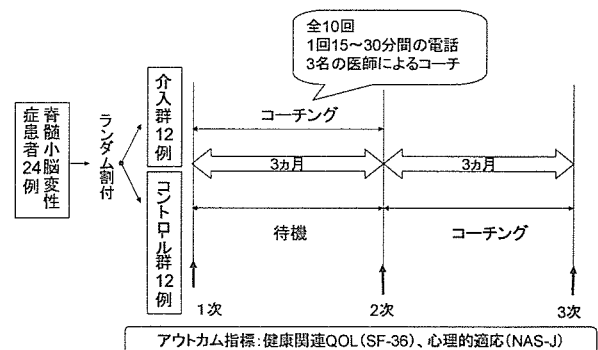 全10回
1回15～30分間の電話
3名の医師によるコーチ
脊髄小脳変性
症患者24例
ランダム割付
介入群12例
コントロール群12例
コーチング
3ヵ月
3ヵ月
待機
コーチング
1次
2次
3次
アウトカム指標:健康関連QOL(SF-36)、心理的適応(NAS-J)